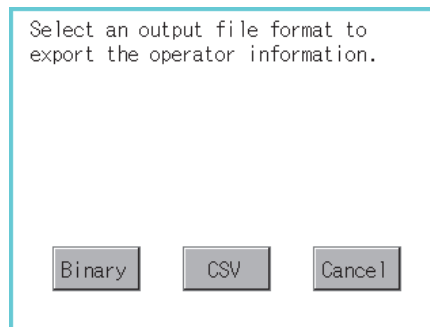 Select an output file format to
export the operator information.
Binary CSV Cancel